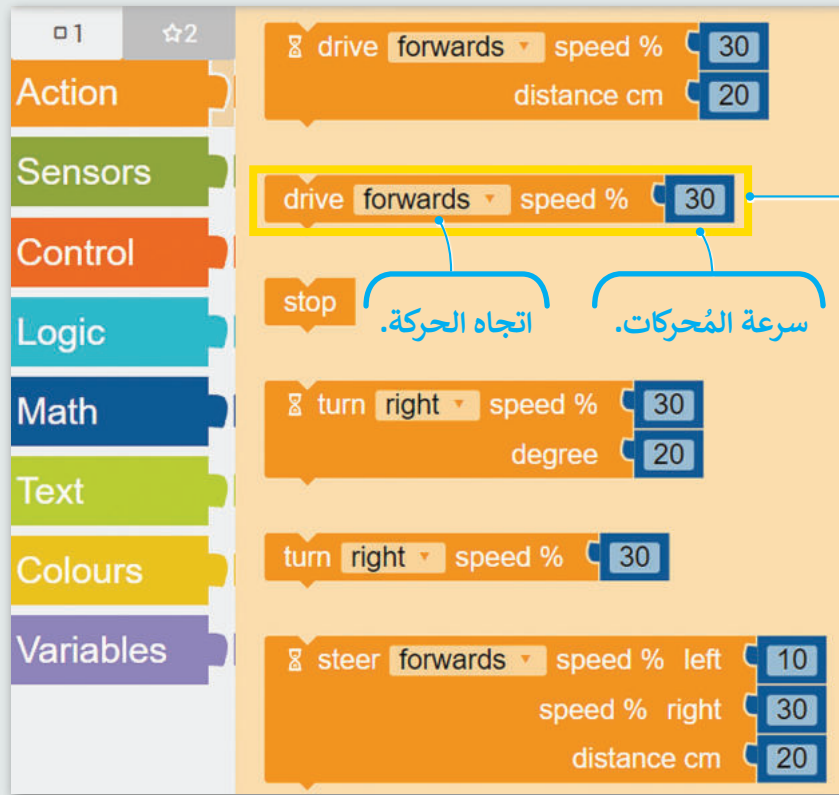 1
2
Action
Sensors
Control
Logic
Math
Text
Colours
Variables
drive forwards speed % 30
distance cm 20
drive forwards speed % 30
اتجاه الحركة.
سرعة المُحركات.
stop
turn right speed % 30
degree 20
turn right speed % 30
steer forwards speed % left 10
speed % right 30
distance cm 20